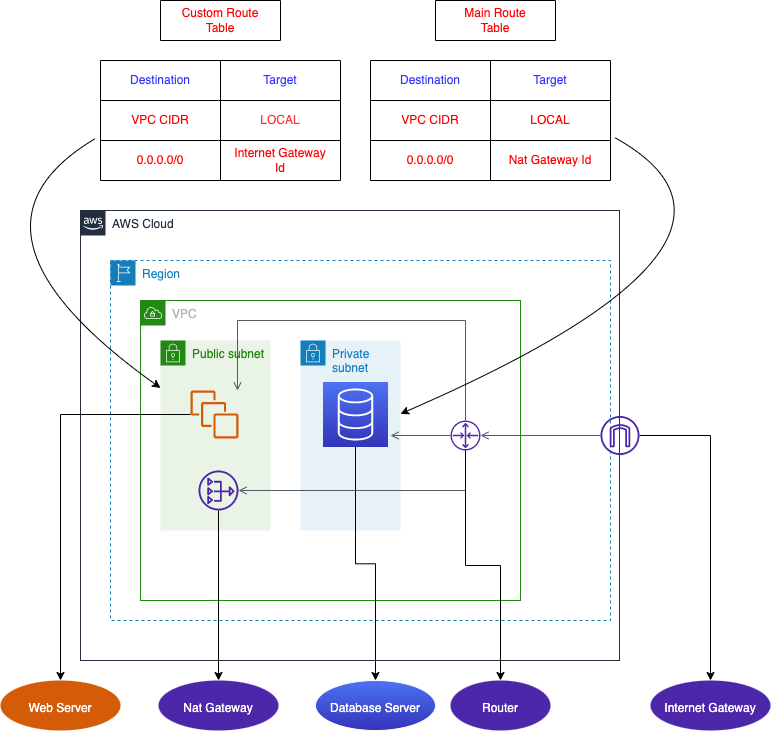 Custom Route
Table
Main Route
Table
Destination
Target
VPC CIDR
LOCAL
0.0.0.0/0
Internet Gateway
Id
Destination
Target
VPC CIDR
LOCAL
0.0.0.0/0
Nat Gateway Id
aws
AWS Cloud
Region
VPC
Public subnet
Private
subnet
Web Server
Nat Gateway
Database Server
Router
Internet Gateway